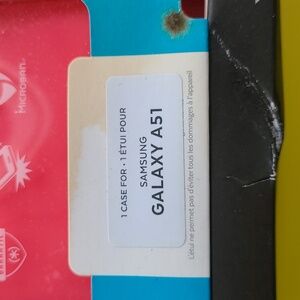 MICROBAN
1 CASE FOR • 1 ÉTUI POUR
SAMSUNG
GALAXY A51
L'étui ne permet pas d'éviter tous les dommages à l'appareil